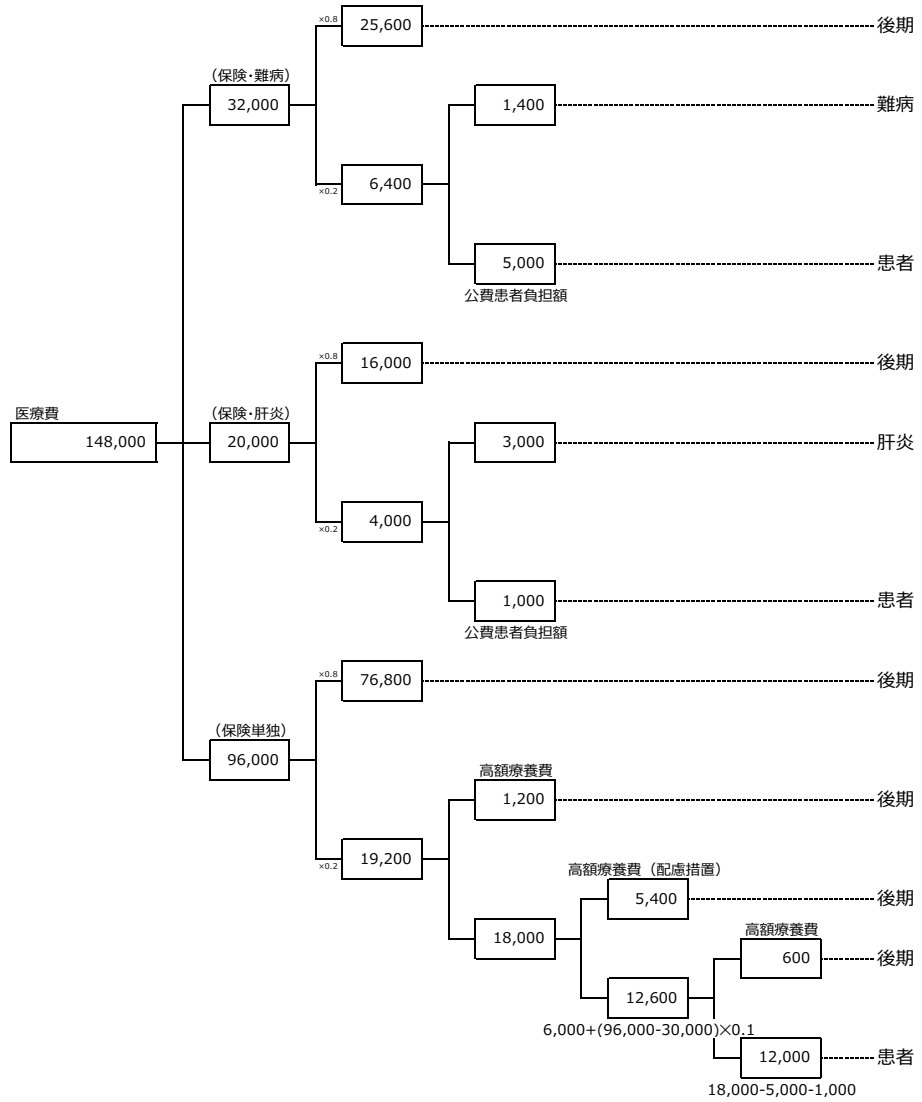 ×0.8
25,600
後期
(保険・難病)
32,000
1,400
難病
×0.2
6,400
5,000
患者
公費患者負担額
×0.8
16,000
後期
医療費
148,000
(保険・肝炎)
20,000
3,000
肝炎
×0.2
4,000
1,000
患者
公費患者負担額
×0.8
76,800
後期
(保険単独)
96,000
高額療養費
1,200
後期
×0.2
19,200
高額療養費(配慮措置)
5,400
後期
18,000
高額療養費
600
後期
12,600
6,000+(96,000-30,000)×0.1
12,000
患者
18,000-5,000-1,000